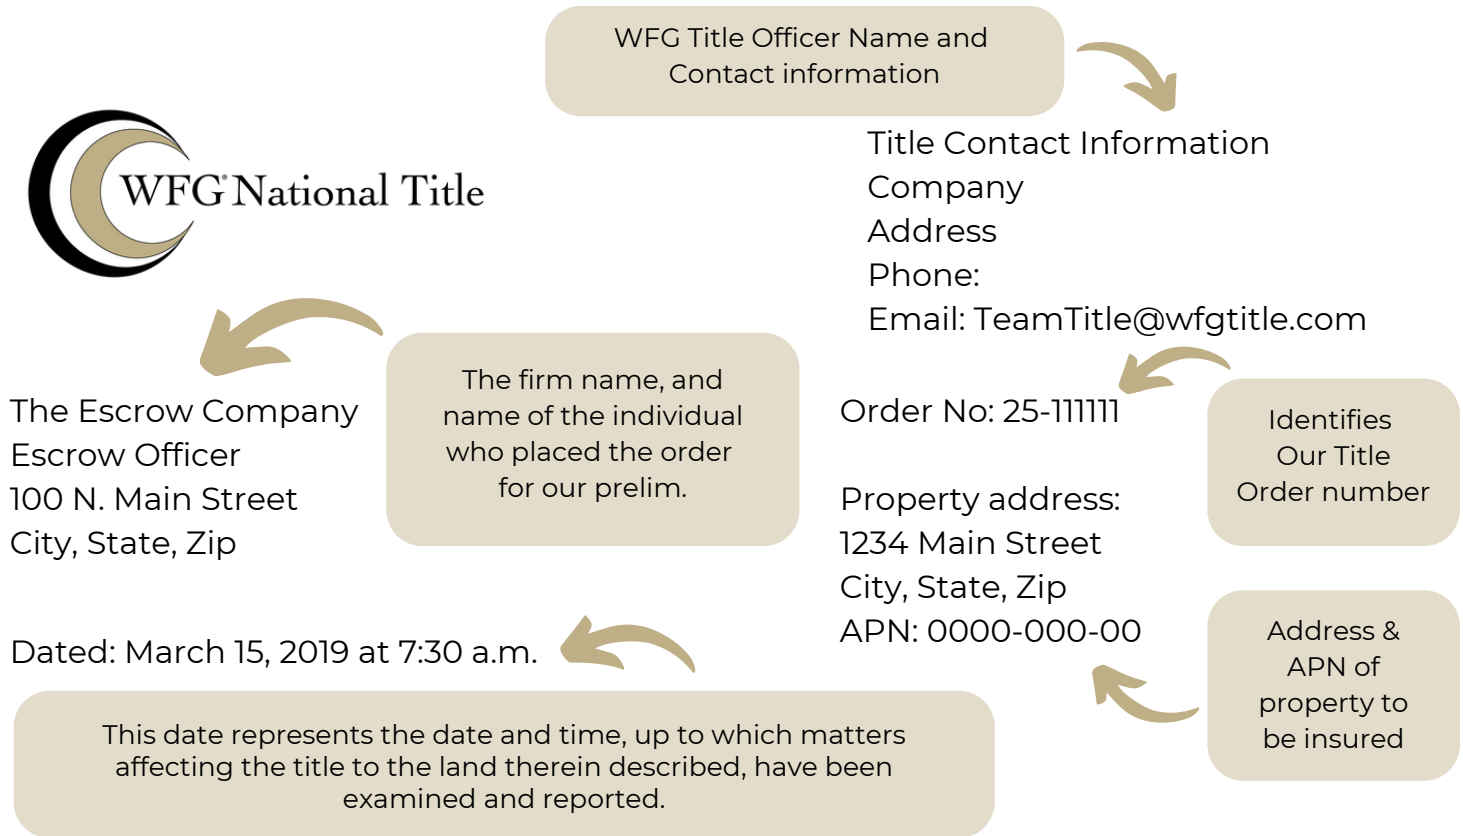 WFG Title Officer Name and
Contact information
WFG® National Title
Title Contact Information
Company
Address
Phone:
Email: TeamTitle@wfgtitle.com
The Escrow Company
Escrow Officer
100 N. Main Street
City, State, Zip
The firm name, and
name of the individual
who placed the order
for our prelim.
Order No: 25-111111
Identifies
Our Title
Order number
Property address:
1234 Main Street
City, State, Zip
APN: 0000-000-00
Address &
APN of
property to
be insured
Dated: March 15, 2019 at 7:30 a.m.
This date represents the date and time, up to which matters
affecting the title to the land therein described, have been
examined and reported.